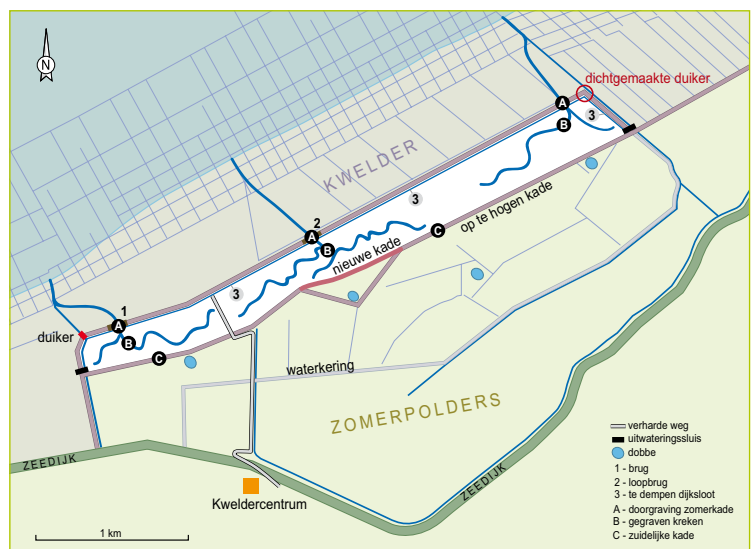 N
dichtgemaakte duiker
A
3
B
KWELDER
3
2
A
B
op te hogen kade
C
nieuwe kade
3
1
A
duiker
B
C
waterkering
ZOMERPOLDERS
ZEEDIJK
ZEEDIJK
Kweldercentrum
1 km
verharde weg
uitwateringssluis
dobbe
1 - brug
2 - loopbrug
3 - te dempen dijksloot
A - doorgraving zomerkade
B - gegraven kreken
C - zuidelijke kade